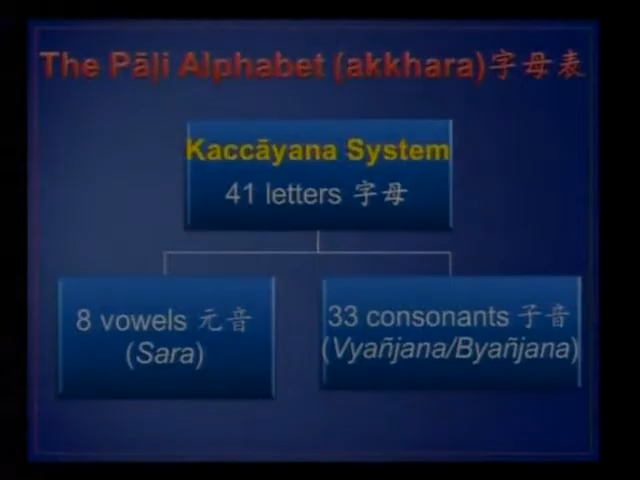 The Pāḷi Alphabet (akkhara)字母表
Kaccāyana System
41 letters 字母
8 vowels 元音
(Sara)
33 consonants 子音
(Vyañjana/Byañjana)